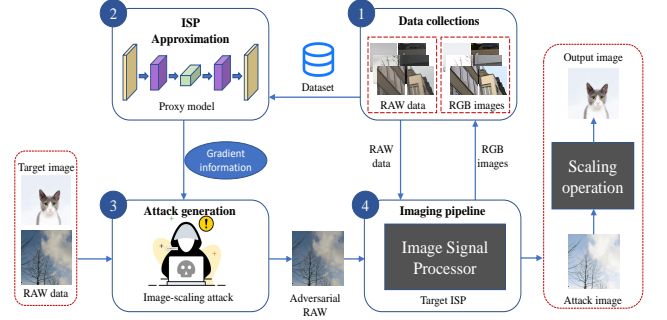 2
ISP
Approximation
Proxy model
Dataset
1
Data collections
RAW data
RGB images
Output image
Scaling
operation
Attack image
Gradient
information
RAW
data
RGB
images
Target image
RAW data
3
Attack generation
!
Image-scaling attack
Adversarial
RAW
4
Imaging pipeline
Image Signal
Processor
Target ISP